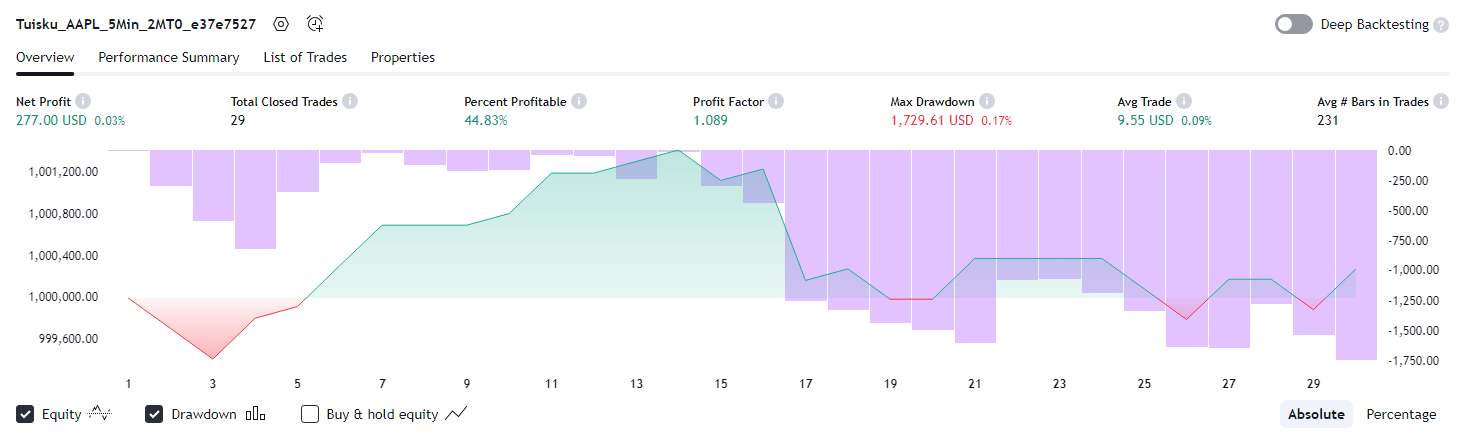 Tuisku_AAPL_5Min_2MT0_e37e7527
Deep Backtesting ?
Overview Performance Summary List of Trades Properties
Net Profit i Total Closed Trades i Percent Profitable i Profit Factor i Max Drawdown i Avg Trade i Avg # Bars in Trades i
277.00 USD 0.03% 29 44.83% 1.089 1,729.61 USD 0.17% 9.55 USD 0.09% 231
0.00
1,001,200.00
-250.00
1,000,800.00 -500.00
-750.00
1,000,400.00
-1,000.00
1,000,000.00 -1,250.00
-1,500.00
999,600.00
-1,750.00
1 3 5 7 9 11 13 15 17 19 21 23 25 27 29
Equity Drawdown Buy & hold equity Absolute Percentage